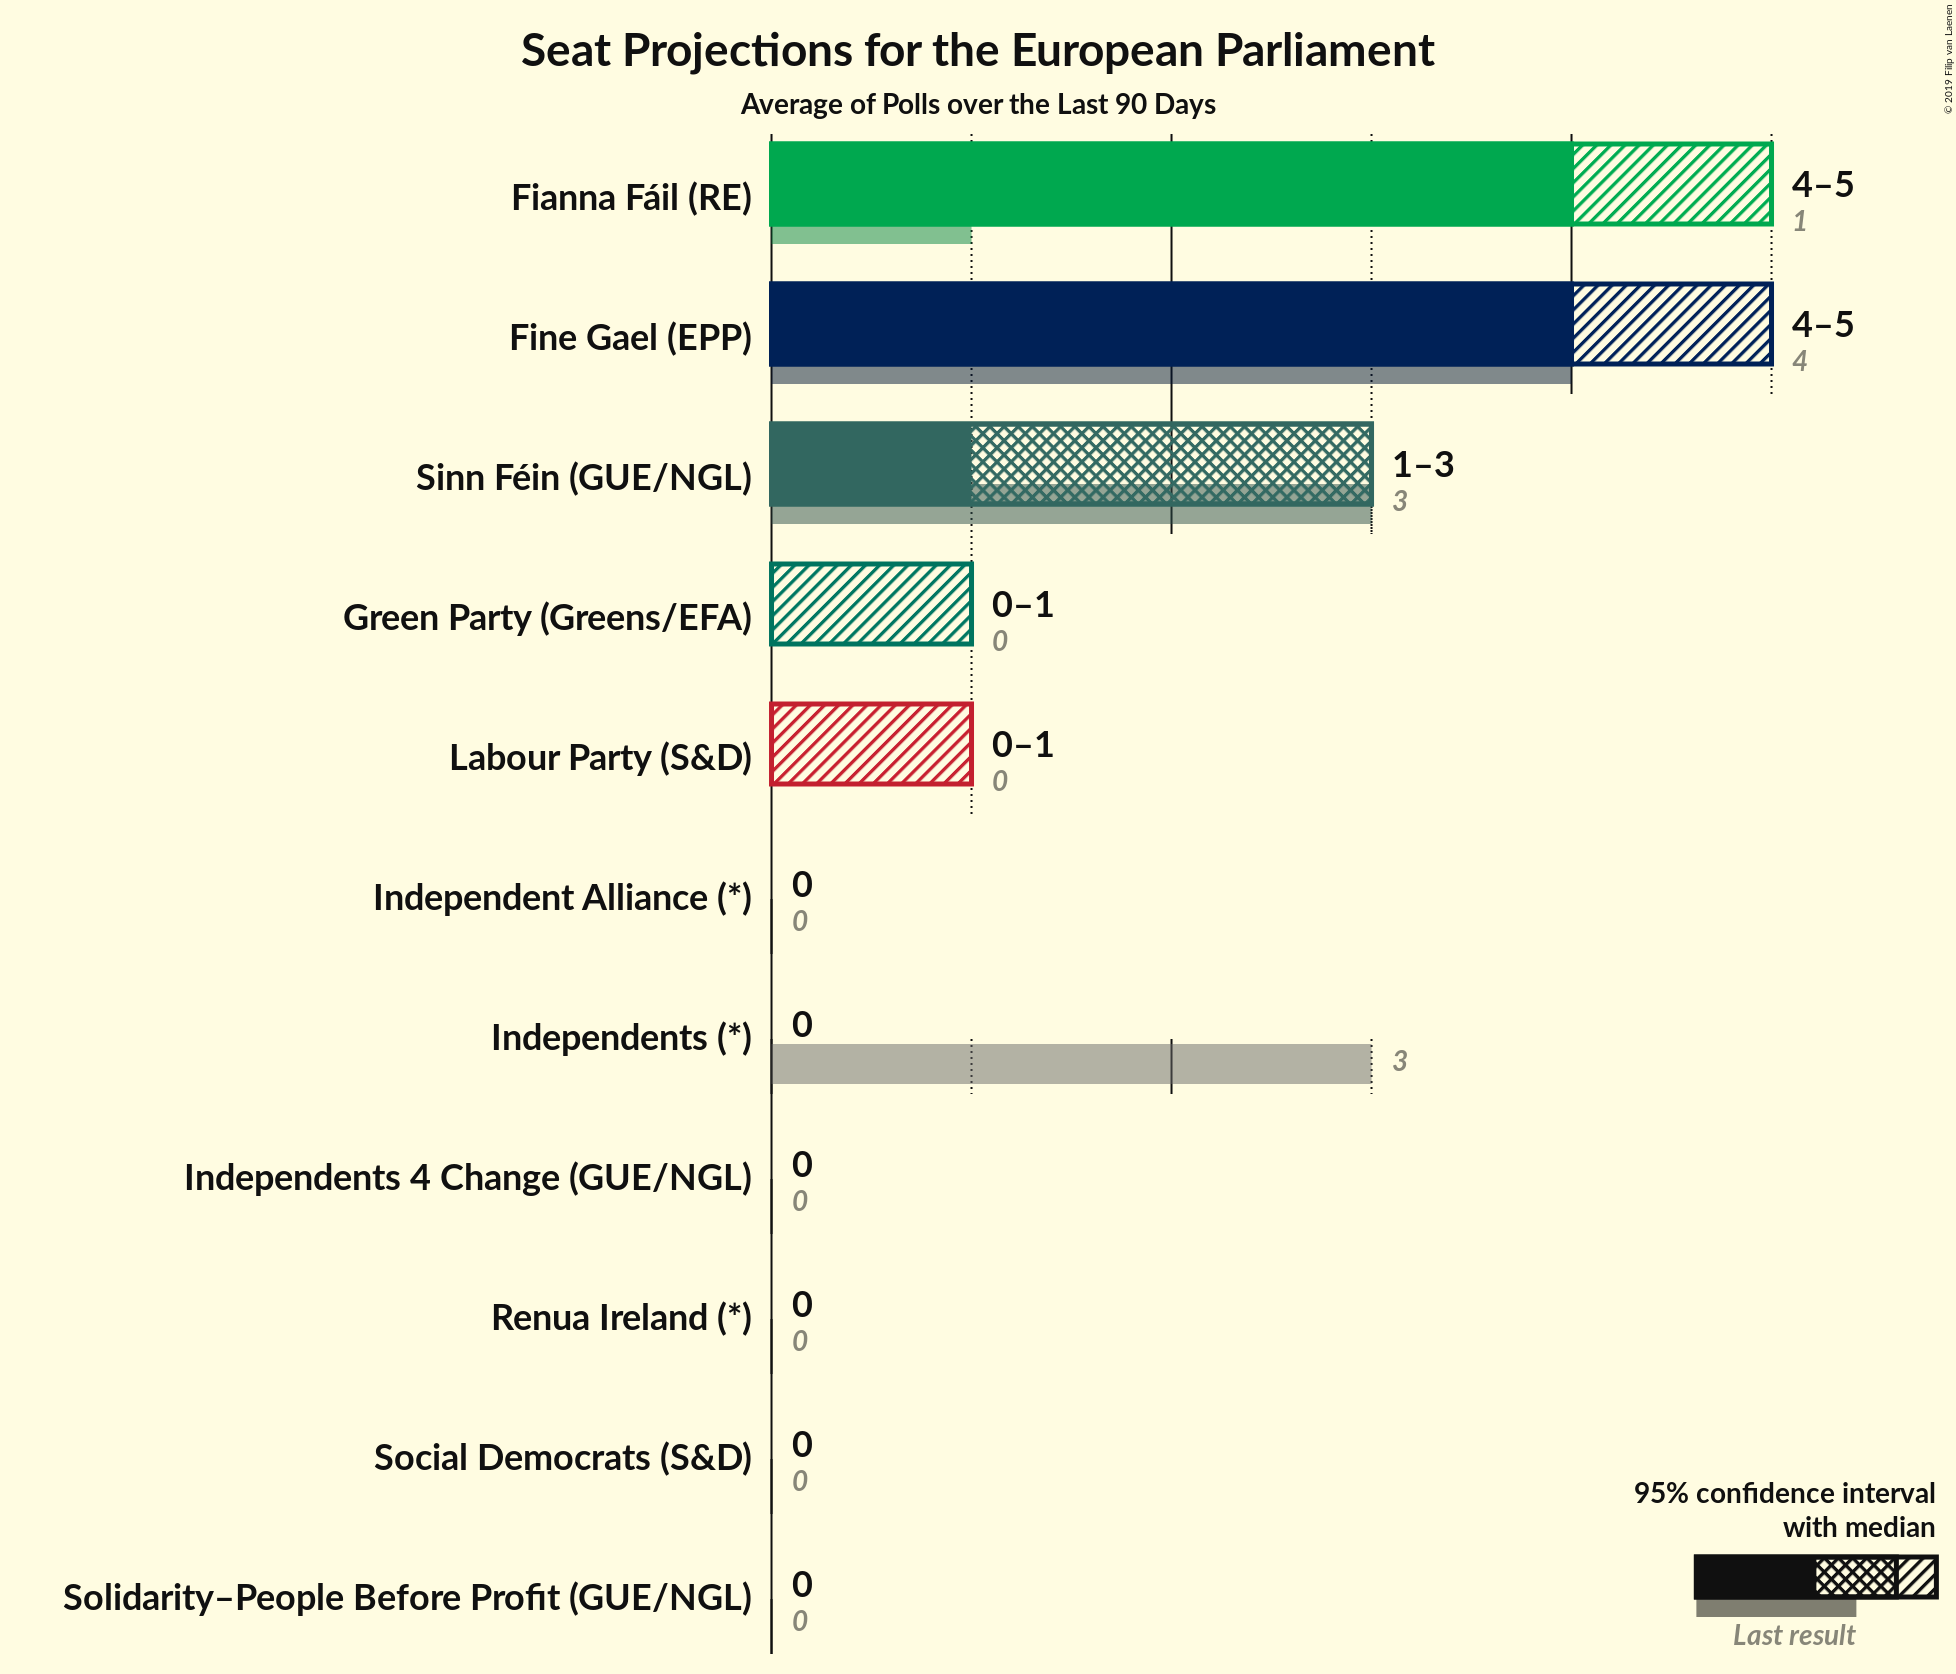 Seat Projections for the European Parliament
Average of Polls over the Last 90 Days
© 2019 Filip van Laenen
Fianna Fáil (RE)
4–5
1
Fine Gael (EPP)
4–5
4
Sinn Féin (GUE/NGL)
1–3
3
Green Party (Greens/EFA)
0–1
0
Labour Party (S&D)
0–1
0
Independent Alliance (*)
0
0
Independents (*)
0
3
Independents 4 Change (GUE/NGL)
0
0
Renua Ireland (*)
0
0
Social Democrats (S&D)
0
0
Solidarity–People Before Profit (GUE/NGL)
0
0
95% confidence interval
with median
Last result